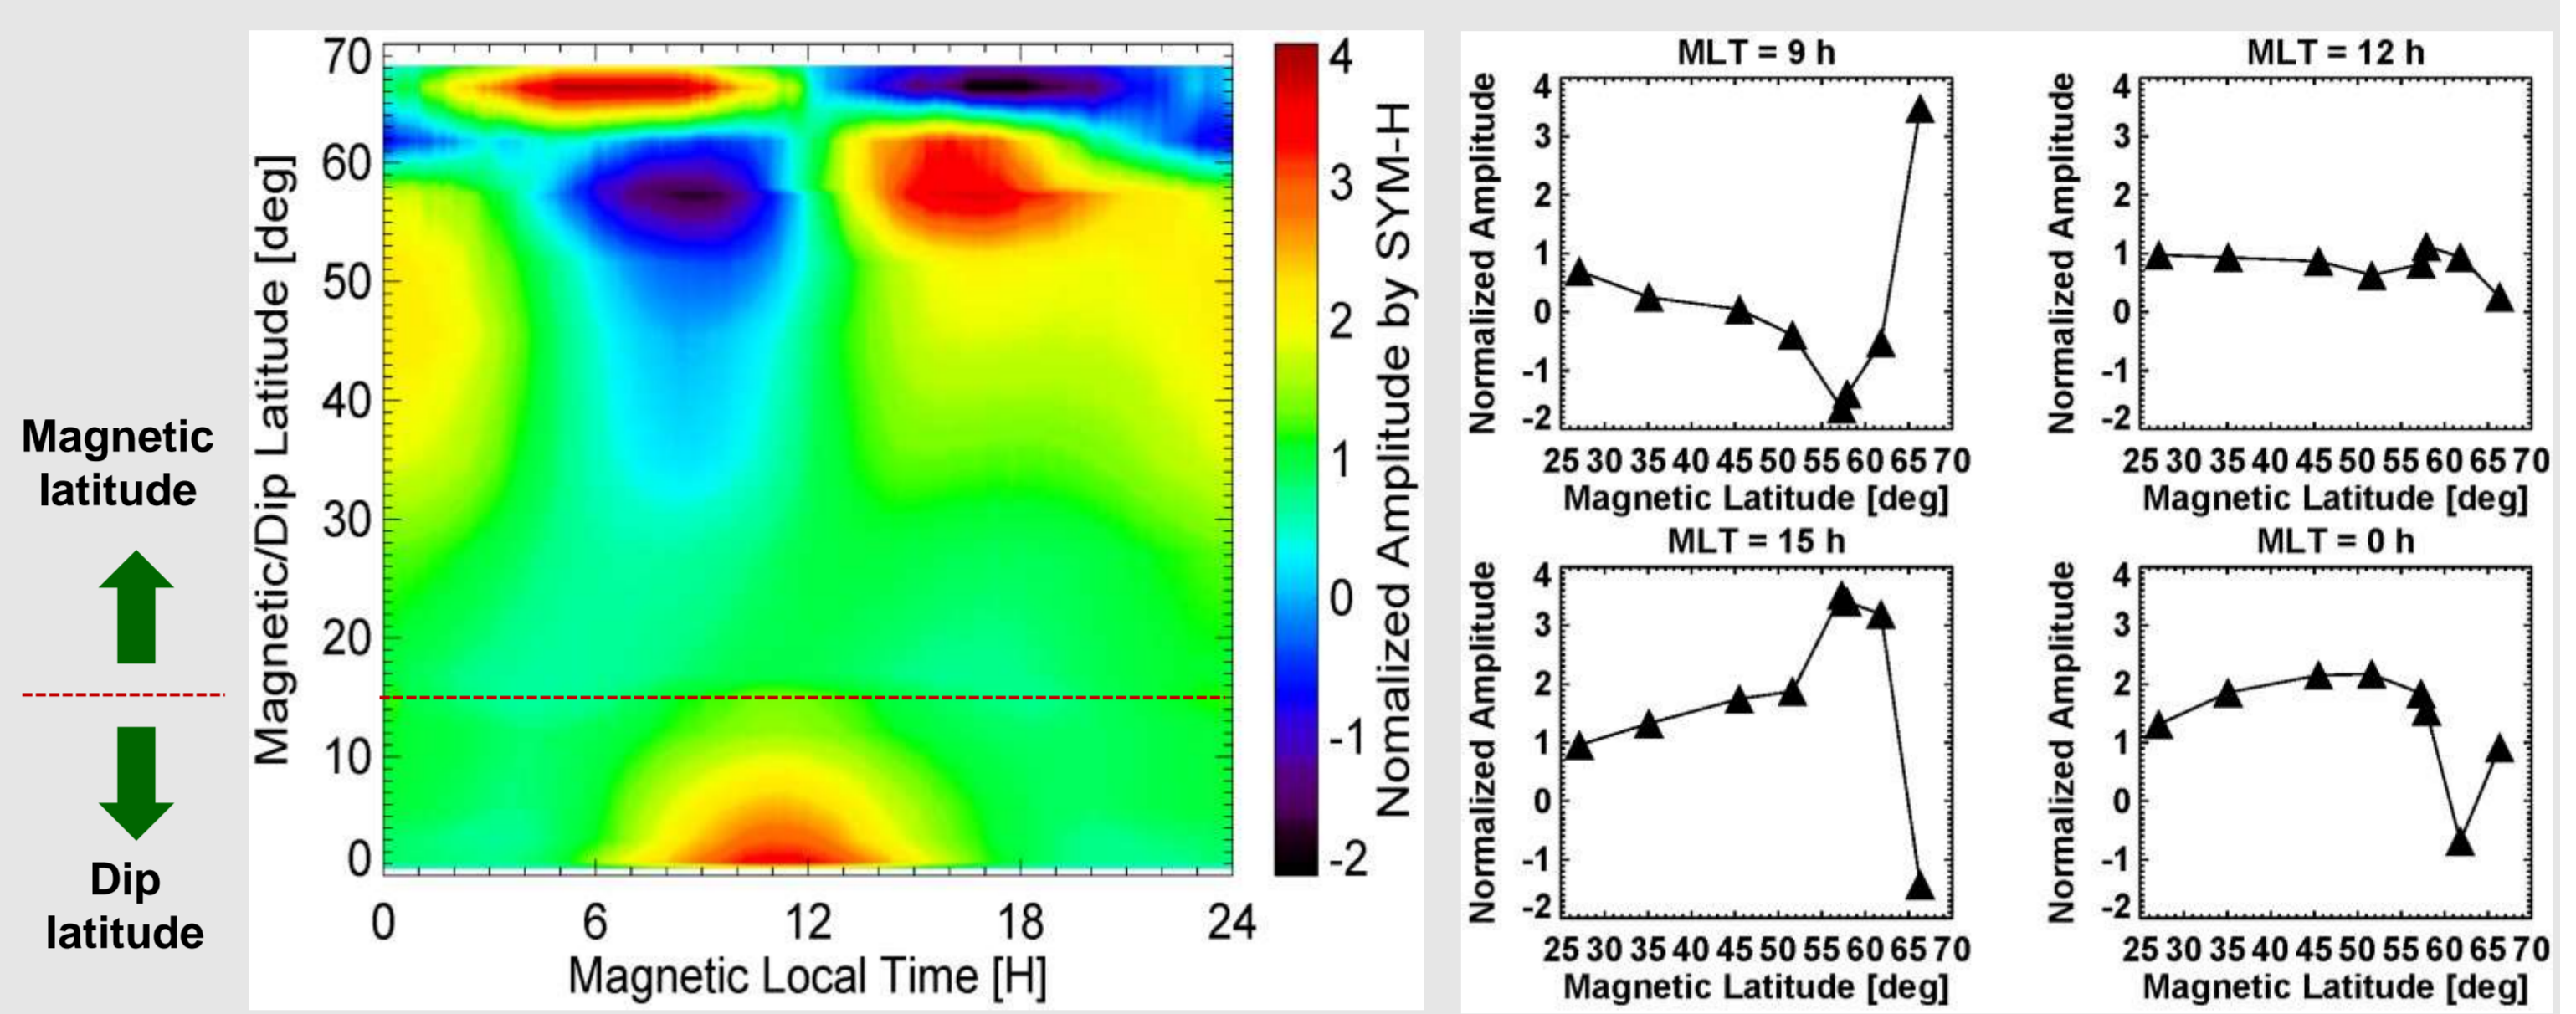 Magnetic
latitude
Dip
latitude
Magnetic/Dip Latitude [deg]
70
60
50
40
30
20
10
0
0 6 12 18 24
Magnetic Local Time [H]
4
3
2
1
0
-1
-2
Nomalized Amplitude by SYM-H
MLT = 9 h
Normalized Amplitude
4
3
2
1
0
-1
-2
25 30 35 40 45 50 55 60 65 70
Magnetic Latitude [deg]
MLT = 12 h
Normalized Amplitude
4
3
2
1
0
-1
-2
25 30 35 40 45 50 55 60 65 70
Magnetic Latitude [deg]
MLT = 15 h
Normalized Amplitude
4
3
2
1
0
-1
-2
25 30 35 40 45 50 55 60 65 70
Magnetic Latitude [deg]
MLT = 0 h
Normalized Amplitude
4
3
2
1
0
-1
-2
25 30 35 40 45 50 55 60 65 70
Magnetic Latitude [deg]